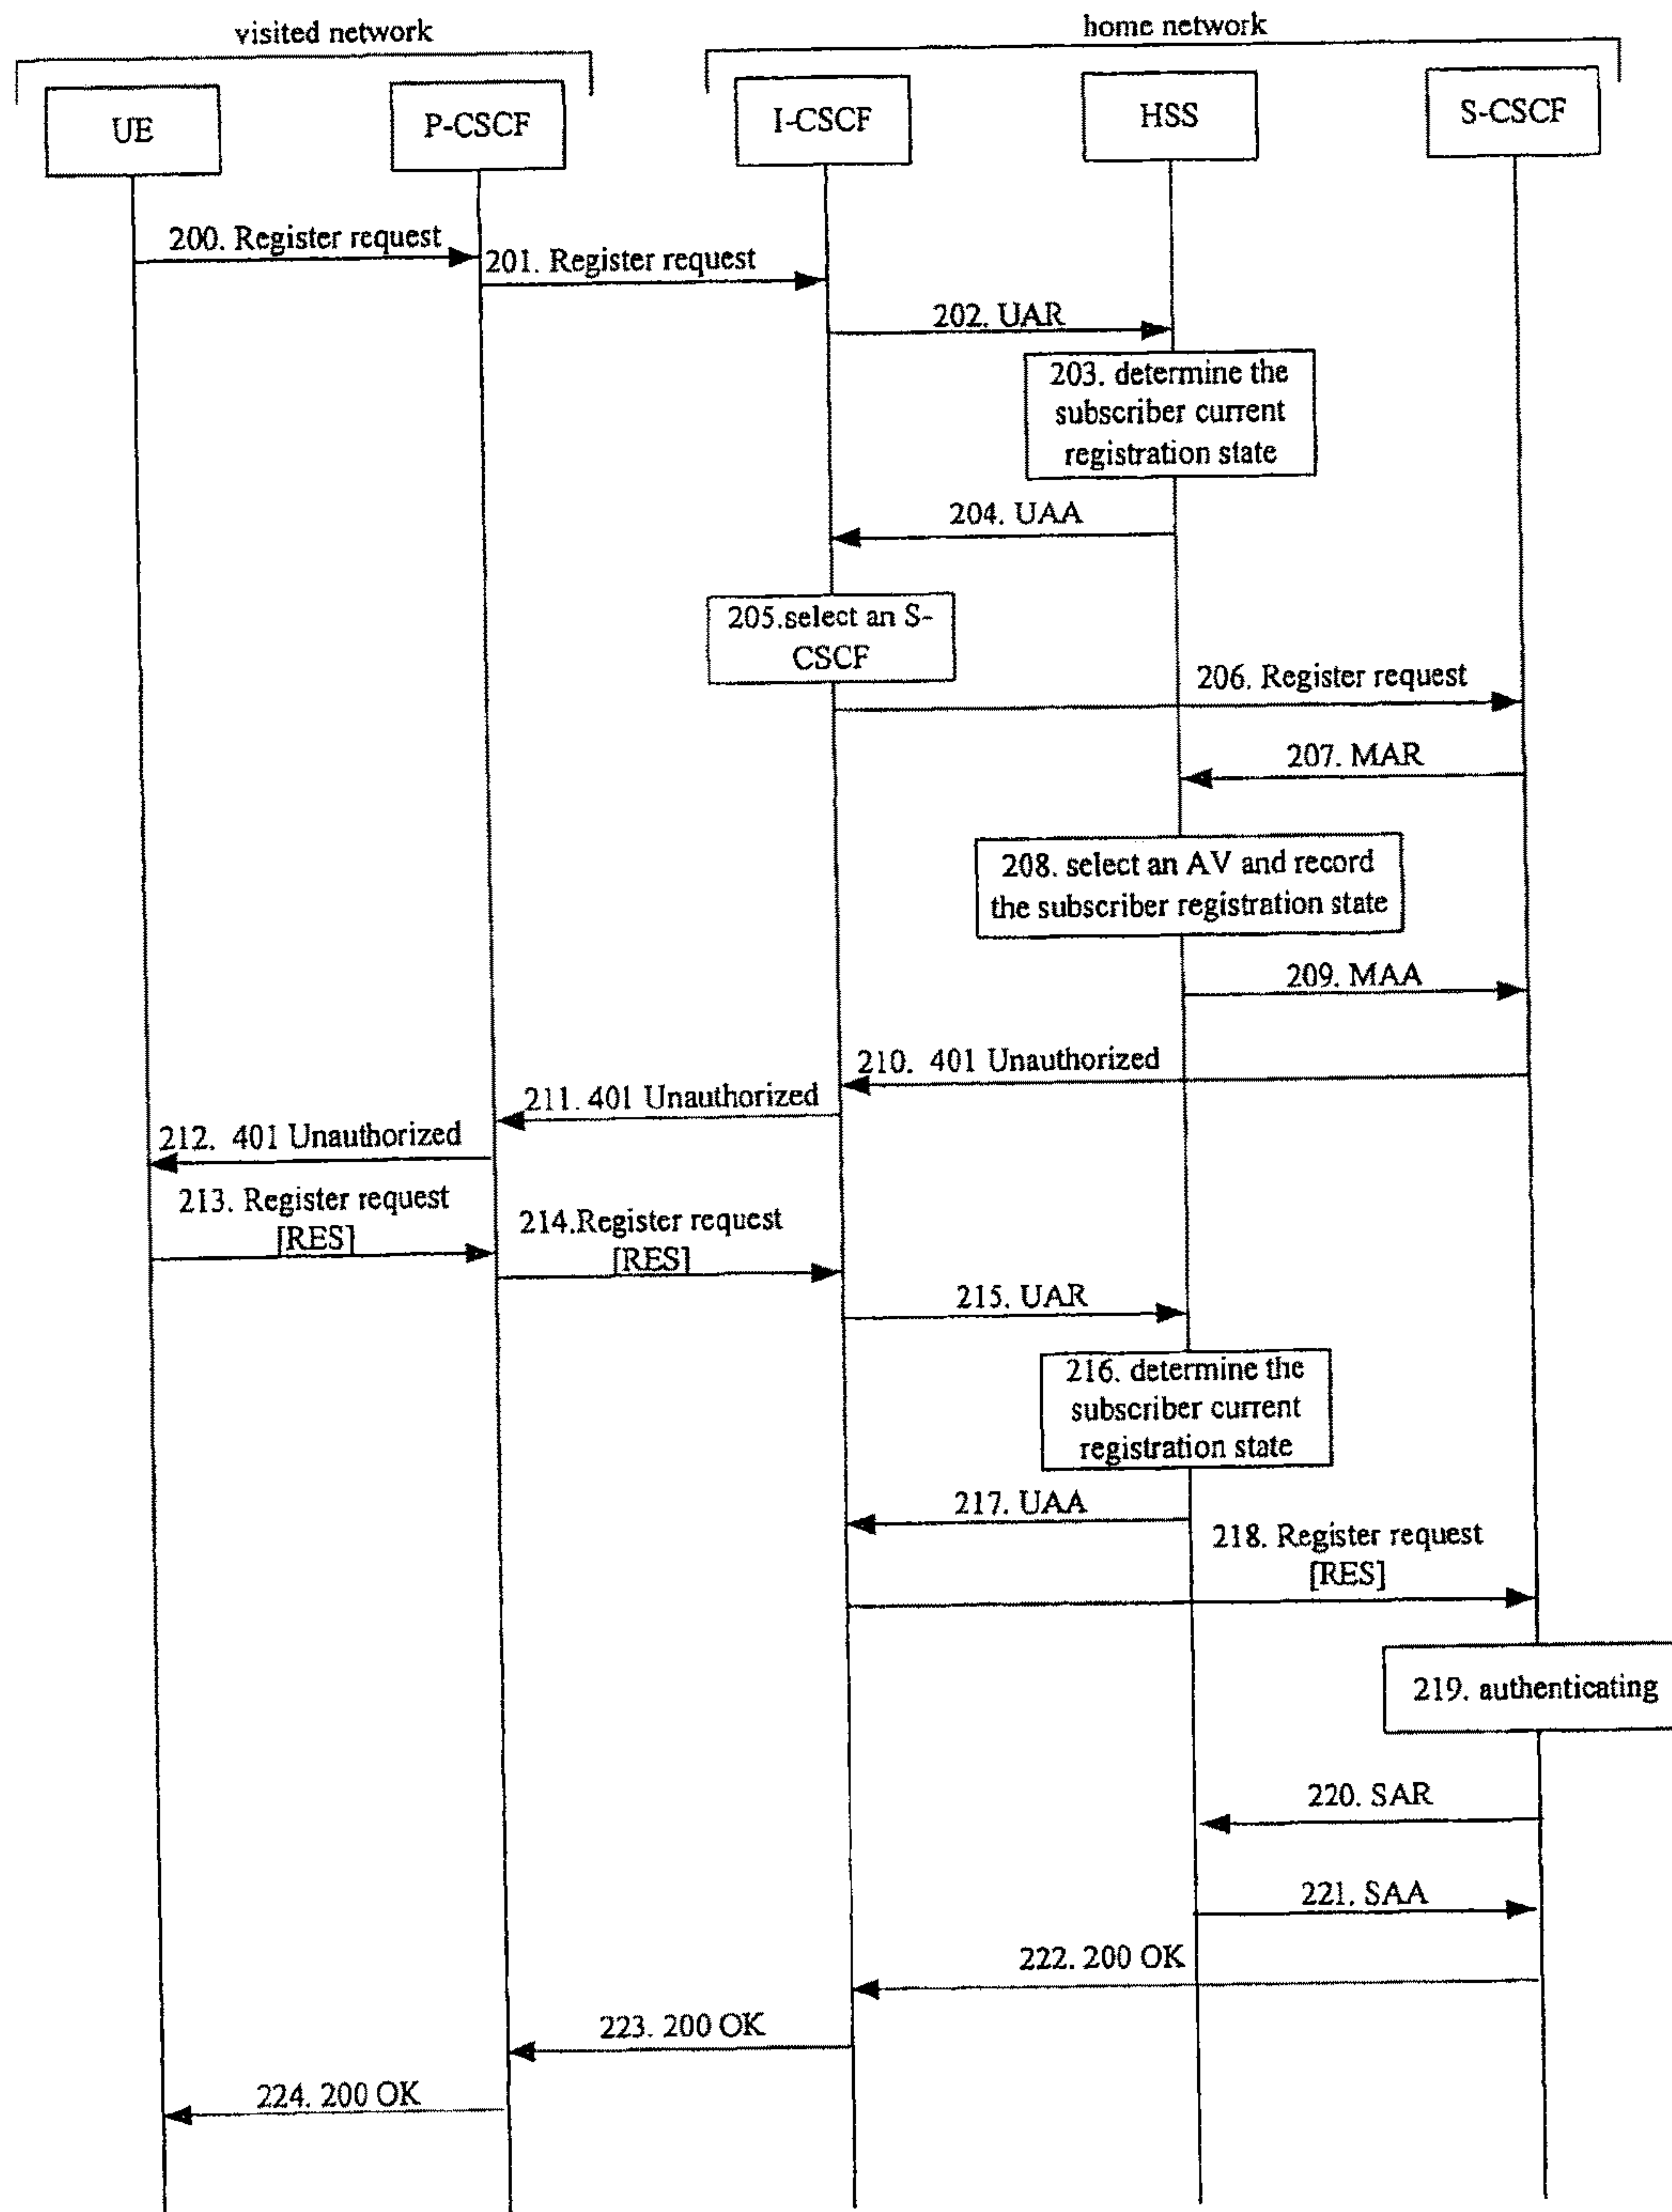 visited network
home network
UE
P-CSCF
I-CSCF
HSS
S-CSCF
200. Register request
201. Register request
202. UAR
203. determine the
subscriber current
registration state
204. UAA
205.select an S-
CSCF
206. Register request
207. MAR
208. select an AV and record
the subscriber registration state
209. MAA
210. 401 Unauthorized
211. 401 Unauthorized
212. 401 Unauthorized
213. Register request
[RES]
214.Register request
[RES]
215. UAR
216. determine the
subscriber current
registration state
217. UAA
218. Register request
[RES]
219. authenticating
220. SAR
221. SAA
222. 200 OK
223. 200 OK
224. 200 OK